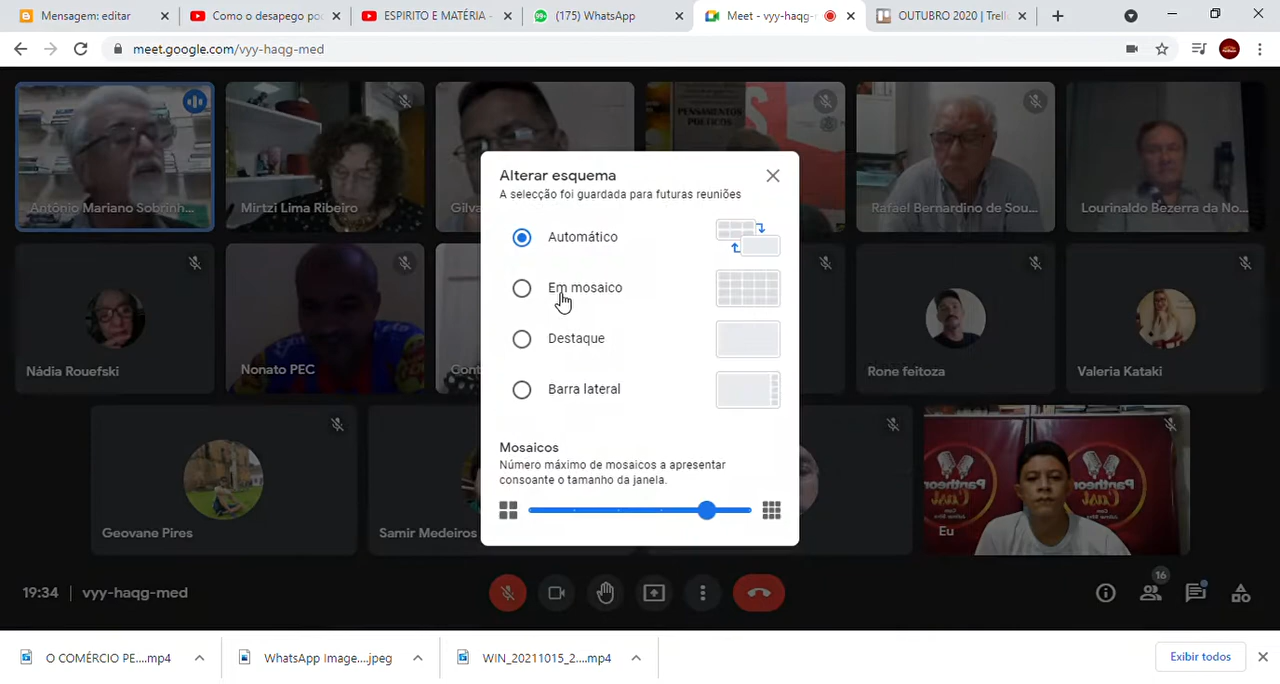 Mensagem: editar
Como o desapego po
ESPIRITO E MATÉRIA -
(175) WhatsApp
Meet - vyy-haqg-
OUTUBRO 2020 | Trell
meet.google.com/vyy-haqg-med
PENSAMENTOS
POÉTICOS
Antônio Mariano Sobrinh...
Mirtzi Lima Ribeiro
Gilva
Rafael Bernardino de Sou...
Lourinaldo Bezerra da No...
Alterar esquema
A selecção foi guardada para futuras reuniões
Automático
Em mosaico
Destaque
Barra lateral
Mosaicos
Número máximo de mosaicos a apresentar
consoante o tamanho da janela.
Nádia Rouefski
Nonato PEC
Cont
Rone feitoza
Valeria Kataki
Geovane Pires
Samir Medeiros
Pantheon
Cast
Eu
19:34 | vyy-haqg-med
16
O COMÉRCIO PE....mp4
WhatsApp Image....jpeg
WIN_20211015_2....mp4
Exibir todos